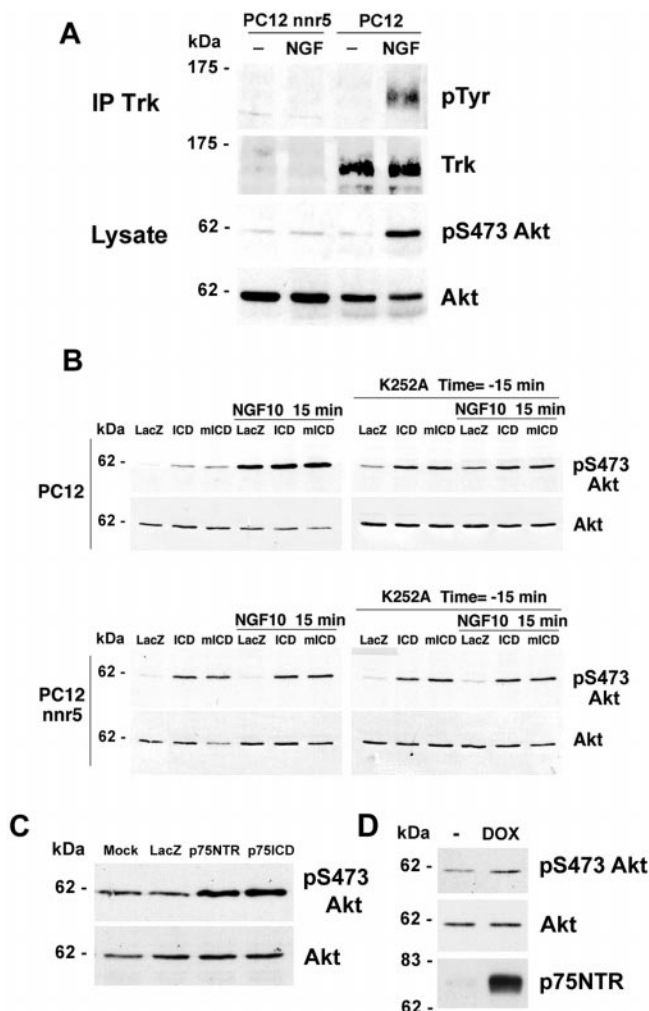 A
PC12 nnr5 PC12
kDa – NGF – NGF
175 -
IP Trk pTyr
175 -
Trk
Lysate 62 - pS473 Akt
62 - Akt
B
K252A Time= -15 min
NGF10 15 min NGF10 15 min
kDa LacZ ICD mICD LacZ ICD mICD LacZ ICD mICD LacZ ICD mICD
62 - pS473
Akt
PC12
62 - Akt
K252A Time= -15 min
NGF10 15 min NGF10 15 min
kDa LacZ ICD mICD LacZ ICD mICD LacZ ICD mICD LacZ ICD mICD
62 - pS473
Akt
PC12
nnr5
62 - Akt
C
kDa Mock LacZ p75NTR p75ICD
62 - pS473
Akt
62 - Akt
D
kDa - DOX
62 - pS473 Akt
62 - Akt
83 -
p75NTR
62 -